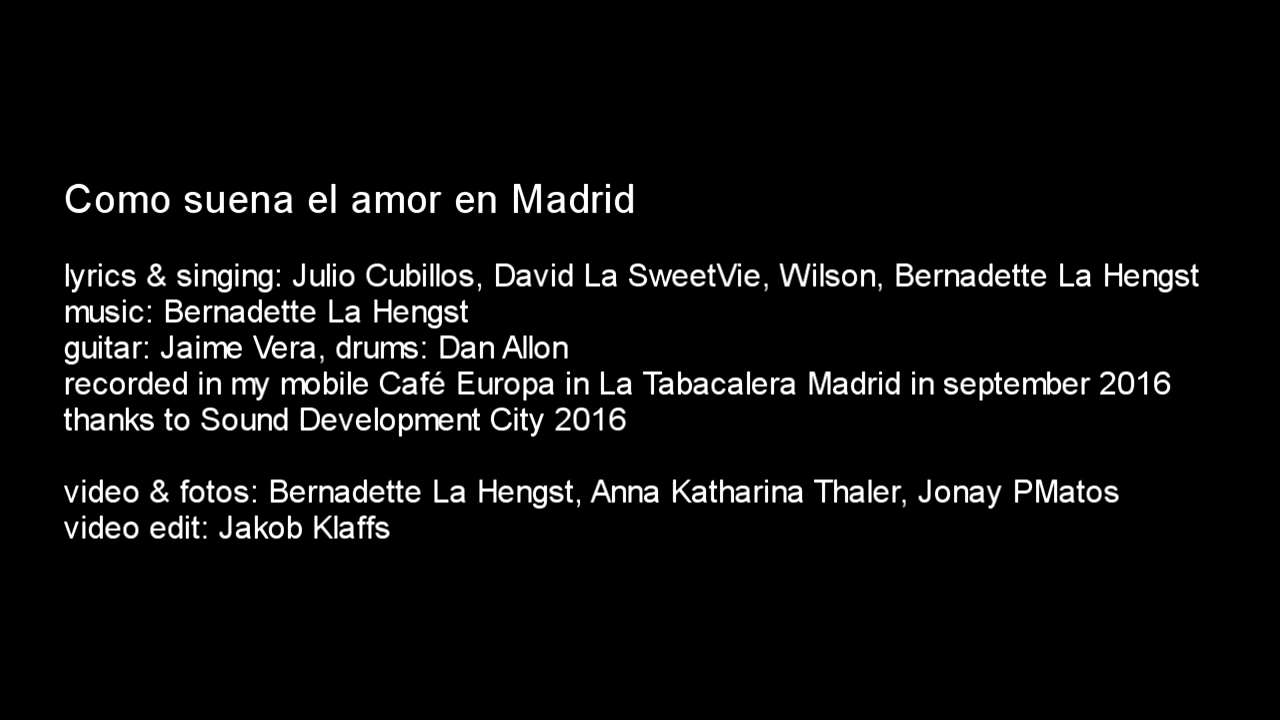 Como suena el amor en Madrid
lyrics & singing: Julio Cubillos, David La SweetVie, Wilson, Bernadette La Hengst
music: Bernadette La Hengst
guitar: Jaime Vera, drums: Dan Allon
recorded in my mobile Café Europa in La Tabacalera Madrid in september 2016
thanks to Sound Development City 2016
video & fotos: Bernadette La Hengst, Anna Katharina Thaler, Jonay PMatos
video edit: Jakob Klaffs